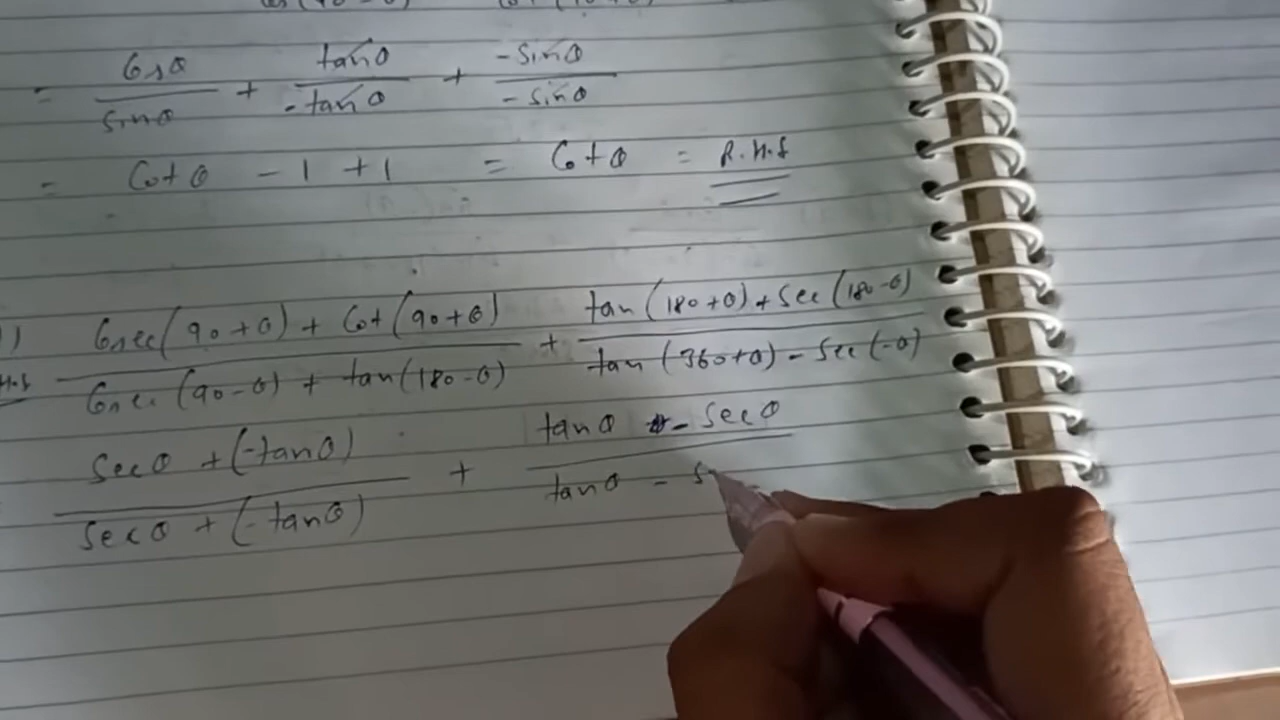 = Cosθ/sinθ + tanθ/-tanθ + -sinθ/-sinθ
= Cotθ - 1 + 1 = Cotθ = R.H.S
) Cosec(90+θ) + Cot(90+θ) / Cosec(90-θ) + tan(180-θ) + tan(180+θ) + sec(180-θ) / tan(360+θ) - sec(-θ)
secθ + (-tanθ) / secθ + (-tanθ) + tanθ - secθ / tanθ - s